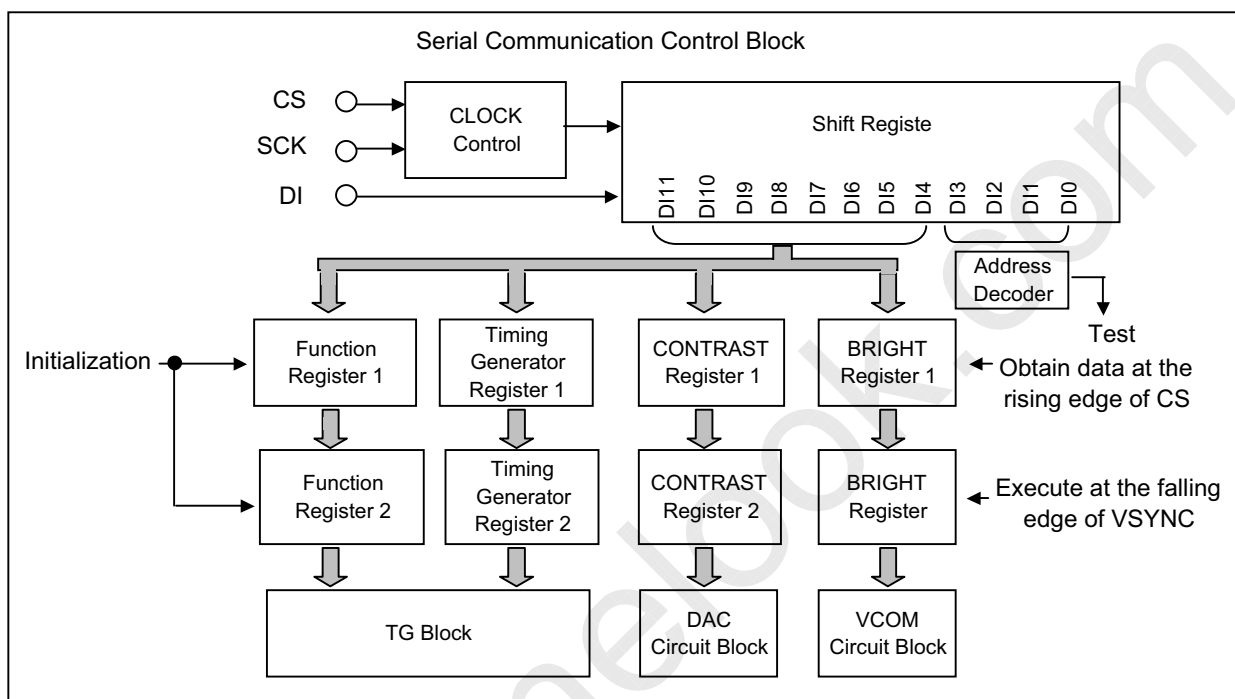 Serial Communication Control Block
CS
SCK
DI
CLOCK
Control
Shift Registe
DI11
DI10
DI9
DI8
DI7
DI6
DI5
DI4
DI3
DI2
DI1
DI0
Address
Decoder
Test
Initialization
Function
Register 1
Timing
Generator
Register 1
CONTRAST
Register 1
BRIGHT
Register 1
Obtain data at the
rising edge of CS
Function
Register 2
Timing
Generator
Register 2
CONTRAST
Register 2
BRIGHT
Register
Execute at the falling
edge of VSYNC
TG Block
DAC
Circuit Block
VCOM
Circuit Block
nelook.com